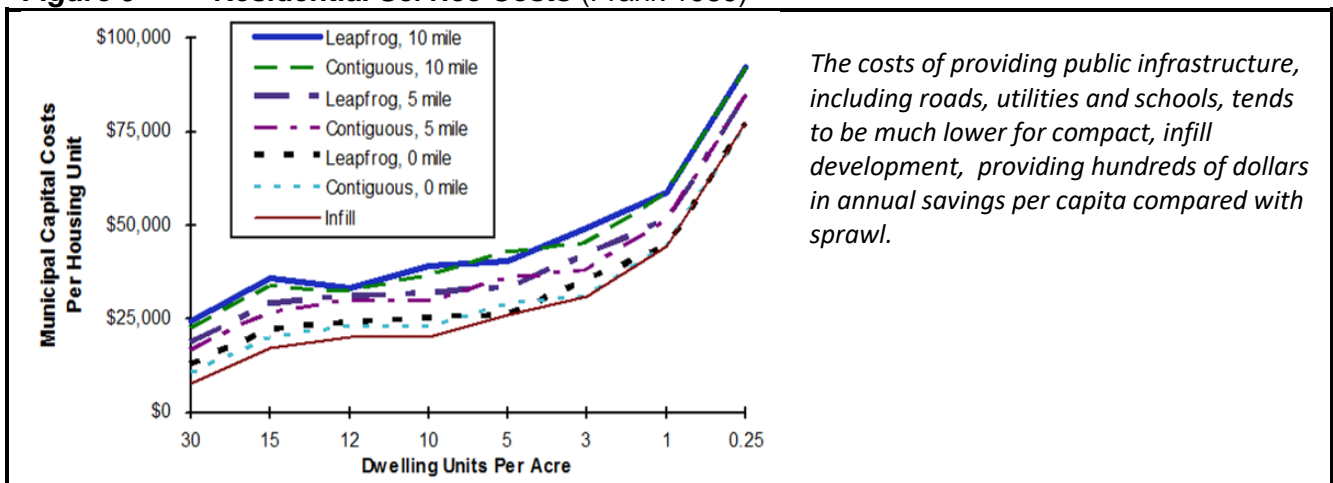 $100,000
$75,000
$50,000
$25,000
$0
Municipal Capital Costs
Per Housing Unit
Leapfrog, 10 mile
Contiguous, 10 mile
Leapfrog, 5 mile
Contiguous, 5 mile
Leapfrog, 0 mile
Contiguous, 0 mile
Infill
30 15 12 10 5 3 1 0.25
Dwelling Units Per Acre
The costs of providing public infrastructure,
including roads, utilities and schools, tends
to be much lower for compact, infill
development, providing hundreds of dollars
in annual savings per capita compared with
sprawl.